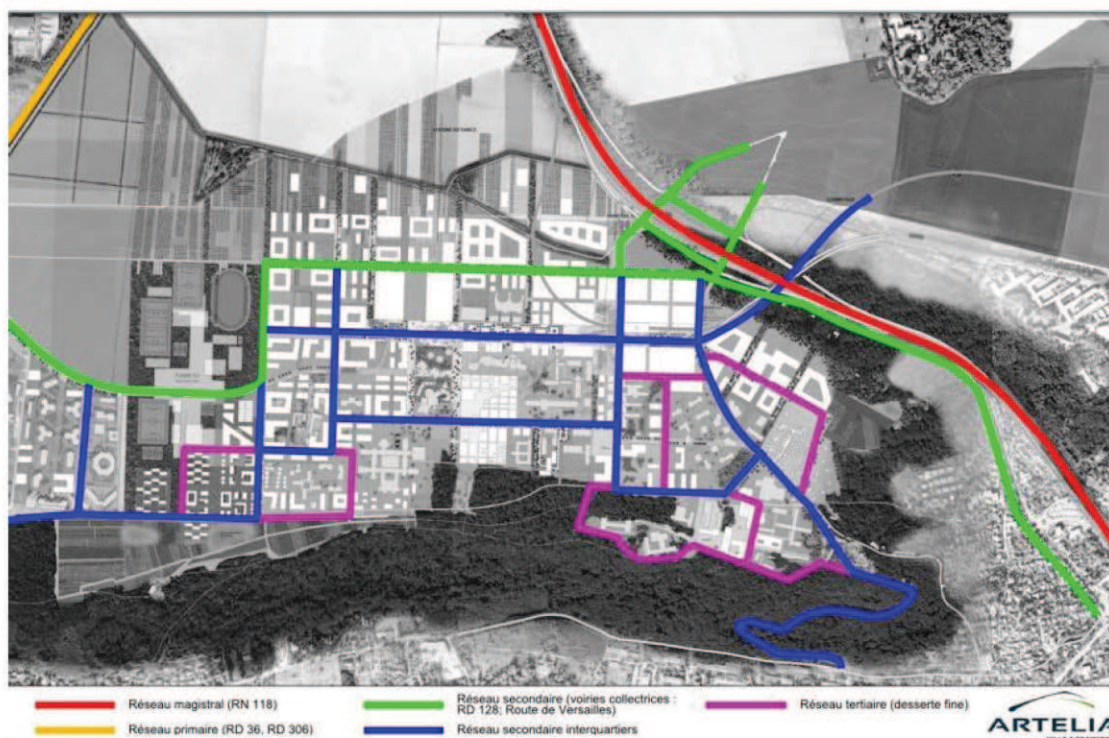 Réseau magistral (RN 118)
Réseau primaire (RD 36, RD 306)
Réseau secondaire (voiries collectrices :
RD 128; Route de Versailles)
Réseau secondaire interquartiers
Réseau tertiaire (desserte fine)
ARTELIA